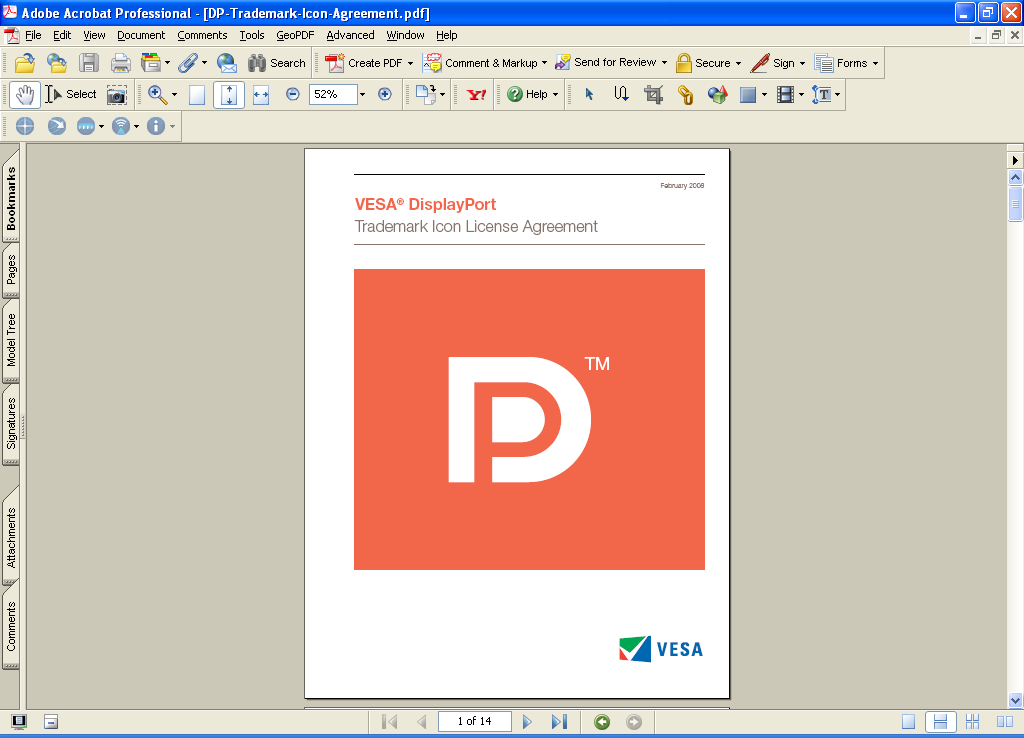 Adobe Acrobat Professional - [DP-Trademark-Icon-Agreement.pdf]
File Edit View Document Comments Tools GeoPDF Advanced Window Help
Search Create PDF Comment & Markup Send for Review Secure Sign Forms
Select 52% Y! Help T
Bookmarks
Pages
Model Tree
Signatures
Attachments
Comments
February 2008
VESA® DisplayPort
Trademark Icon License Agreement
TM
VESA
1 of 14